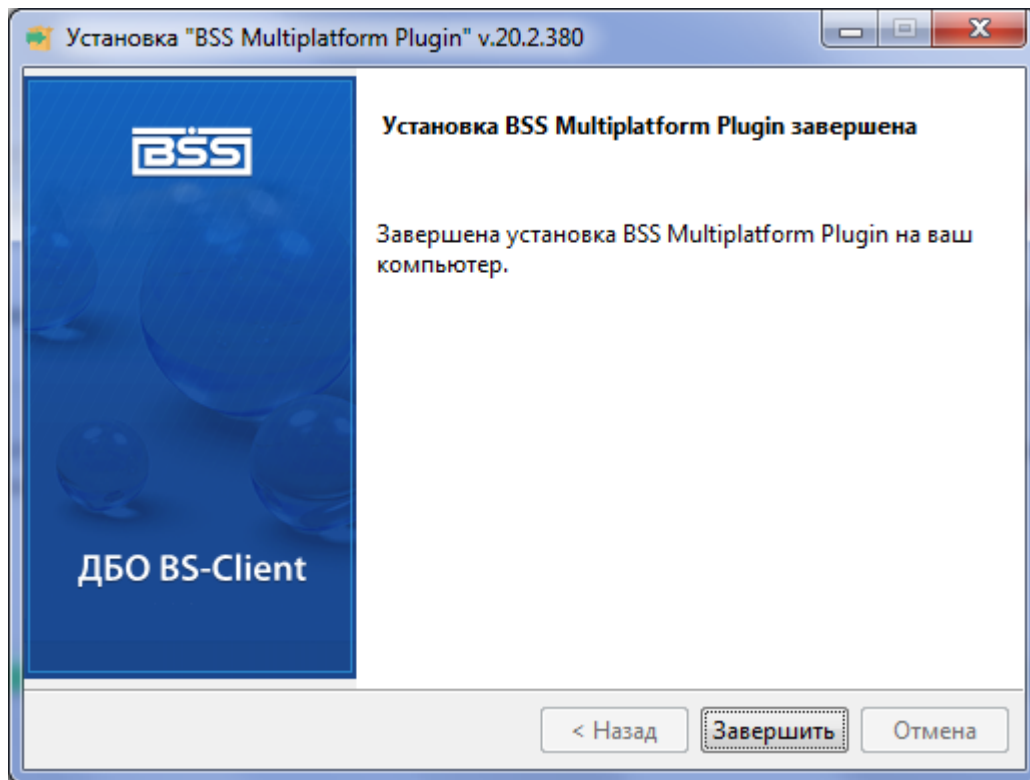 Установка "BSS Multiplatform Plugin" v.20.2.380
BSS
ДБО BS-Client
Установка BSS Multiplatform Plugin завершена
Завершена установка BSS Multiplatform Plugin на ваш
компьютер.
< Назад
Завершить
Отмена